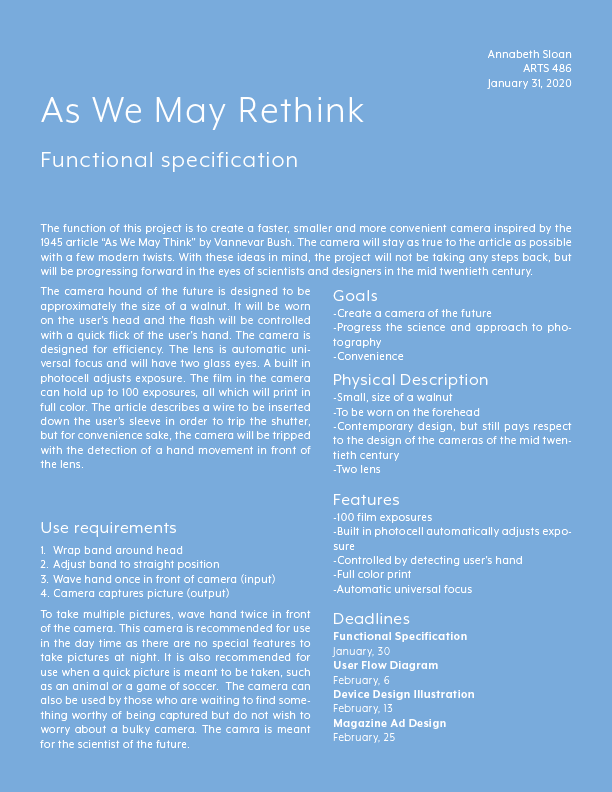 Annabeth Sloan
ARTS 486
January 31, 2020
As We May Rethink
Functional specification
The function of this project is to create a faster, smaller and more convenient camera inspired by the
1945 article “As We May Think” by Vannevar Bush. The camera will stay as true to the article as possible
with a few modern twists. With these ideas in mind, the project will not be taking any steps back, but
will be progressing forward in the eyes of scientists and designers in the mid twentieth century.
The camera hound of the future is designed to be
approximately the size of a walnut. It will be worn
on the user’s head and the flash will be controlled
with a quick flick of the user’s hand. The camera is
designed for efficiency. The lens is automatic uni-
versal focus and will have two glass eyes. A built in
photocell adjusts exposure. The film in the camera
can hold up to 100 exposures, all which will print in
full color. The article describes a wire to be inserted
down the user’s sleeve in order to trip the shutter,
but for convenience sake, the camera will be tripped
with the detection of a hand movement in front of
the lens.
Use requirements
1. Wrap band around head
2. Adjust band to straight position
3. Wave hand once in front of camera (input)
4. Camera captures picture (output)
To take multiple pictures, wave hand twice in front
of the camera. This camera is recommended for use
in the day time as there are no special features to
take pictures at night. It is also recommended for
use when a quick picture is meant to be taken, such
as an animal or a game of soccer. The camera can
also be used by those who are waiting to find some-
thing worthy of being captured but do not wish to
worry about a bulky camera. The camra is meant
for the scientist of the future.
Goals
-Create a camera of the future
-Progress the science and approach to pho-
tography
-Convenience
Physical Description
-Small, size of a walnut
-To be worn on the forehead
-Contemporary design, but still pays respect
to the design of the cameras of the mid twen-
tieth century
-Two lens
Features
-100 film exposures
-Built in photocell automatically adjusts expo-
sure
-Controlled by detecting user’s hand
-Full color print
-Automatic universal focus
Deadlines
Functional Specification
January, 30
User Flow Diagram
February, 6
Device Design Illustration
February, 13
Magazine Ad Design
February, 25